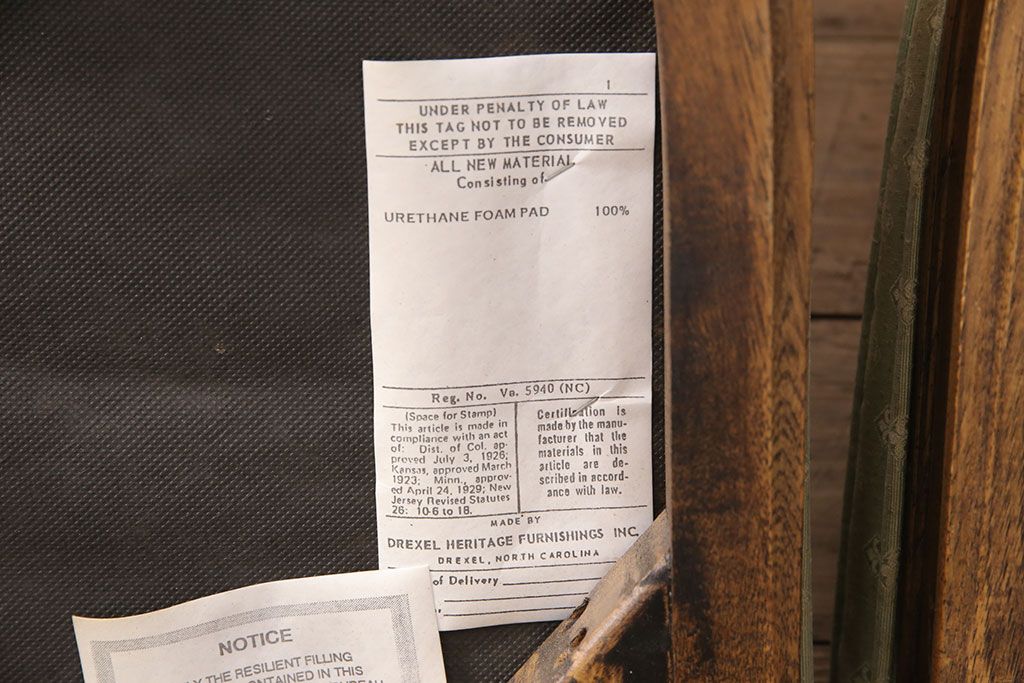 1
UNDER PENALTY OF LAW
THIS TAG NOT TO BE REMOVED
EXCEPT BY THE CONSUMER
ALL NEW MATERIAL
Consisting of
URETHANE FOAM PAD 100%
Reg. No. Va. 5940 (NC)
(Space for Stamp)
This article is made in
compliance with an act
of: Dist. of Col. ap-
proved July 3, 1926;
Kansas, approved March
1923; Minn., approv-
ed April 24, 1929; New
Jersey Revised Statutes
26: 10-6 to 18.
Certification is
made by the manu-
facturer that the
materials in this
article are de-
scribed in accord-
ance with law.
MADE BY
DREXEL HERITAGE FURNISHINGS INC.
DREXEL, NORTH CAROLINA
of Delivery
NOTICE
THE RESILIENT FILLING
CONTAINED IN THIS